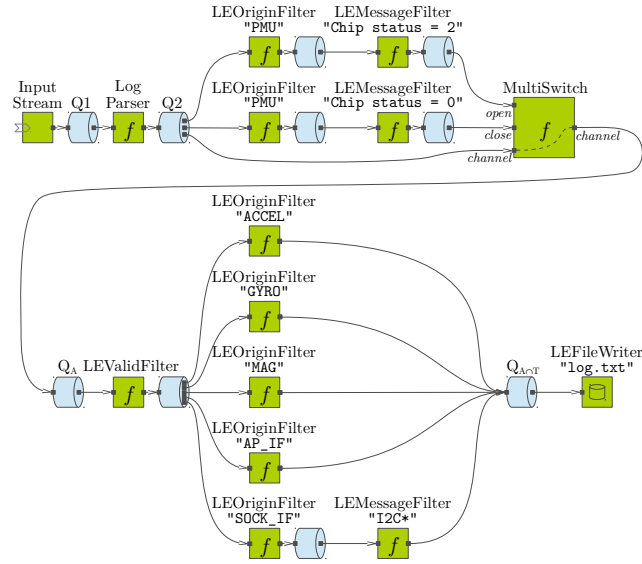 LEOriginFilter LEMessageFilter
"PMU" "Chip status = 2"
f f
Input Stream Q1 Log Parser Q2
LEOriginFilter LEMessageFilter
"PMU" "Chip status = 0"
MultiSwitch
f f f f
open
close
channel channel
LEOriginFilter
"ACCEL"
f
LEOriginFilter
"GYRO"
f
Q_A LEValidFilter
LEOriginFilter
"MAG"
Q_A∩T
LEFileWriter
"log.txt"
f f
LEOriginFilter
"AP_IF"
f
LEOriginFilter LEMessageFilter
"SOCK_IF" "I2C*"
f f